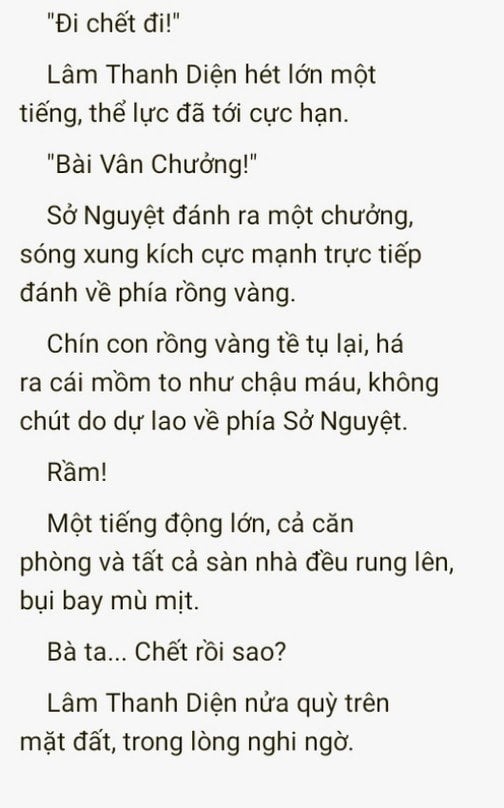 "Đi chết đi!"
Lâm Thanh Diện hét lớn một
tiếng, thể lực đã tới cực hạn.
"Bài Vân Chưởng!"
Sở Nguyệt đánh ra một chưởng,
sóng xung kích cực mạnh trực tiếp
đánh về phía rồng vàng.
Chín con rồng vàng tề tụ lại, há
ra cái mồm to như chậu máu, không
chút do dự lao về phía Sở Nguyệt.
Rầm!
Một tiếng động lớn, cả căn
phòng và tất cả sàn nhà đều rung lên,
bụi bay mù mịt.
Bà ta... Chết rồi sao?
Lâm Thanh Diện nửa quỳ trên
mặt đất, trong lòng nghi ngờ.